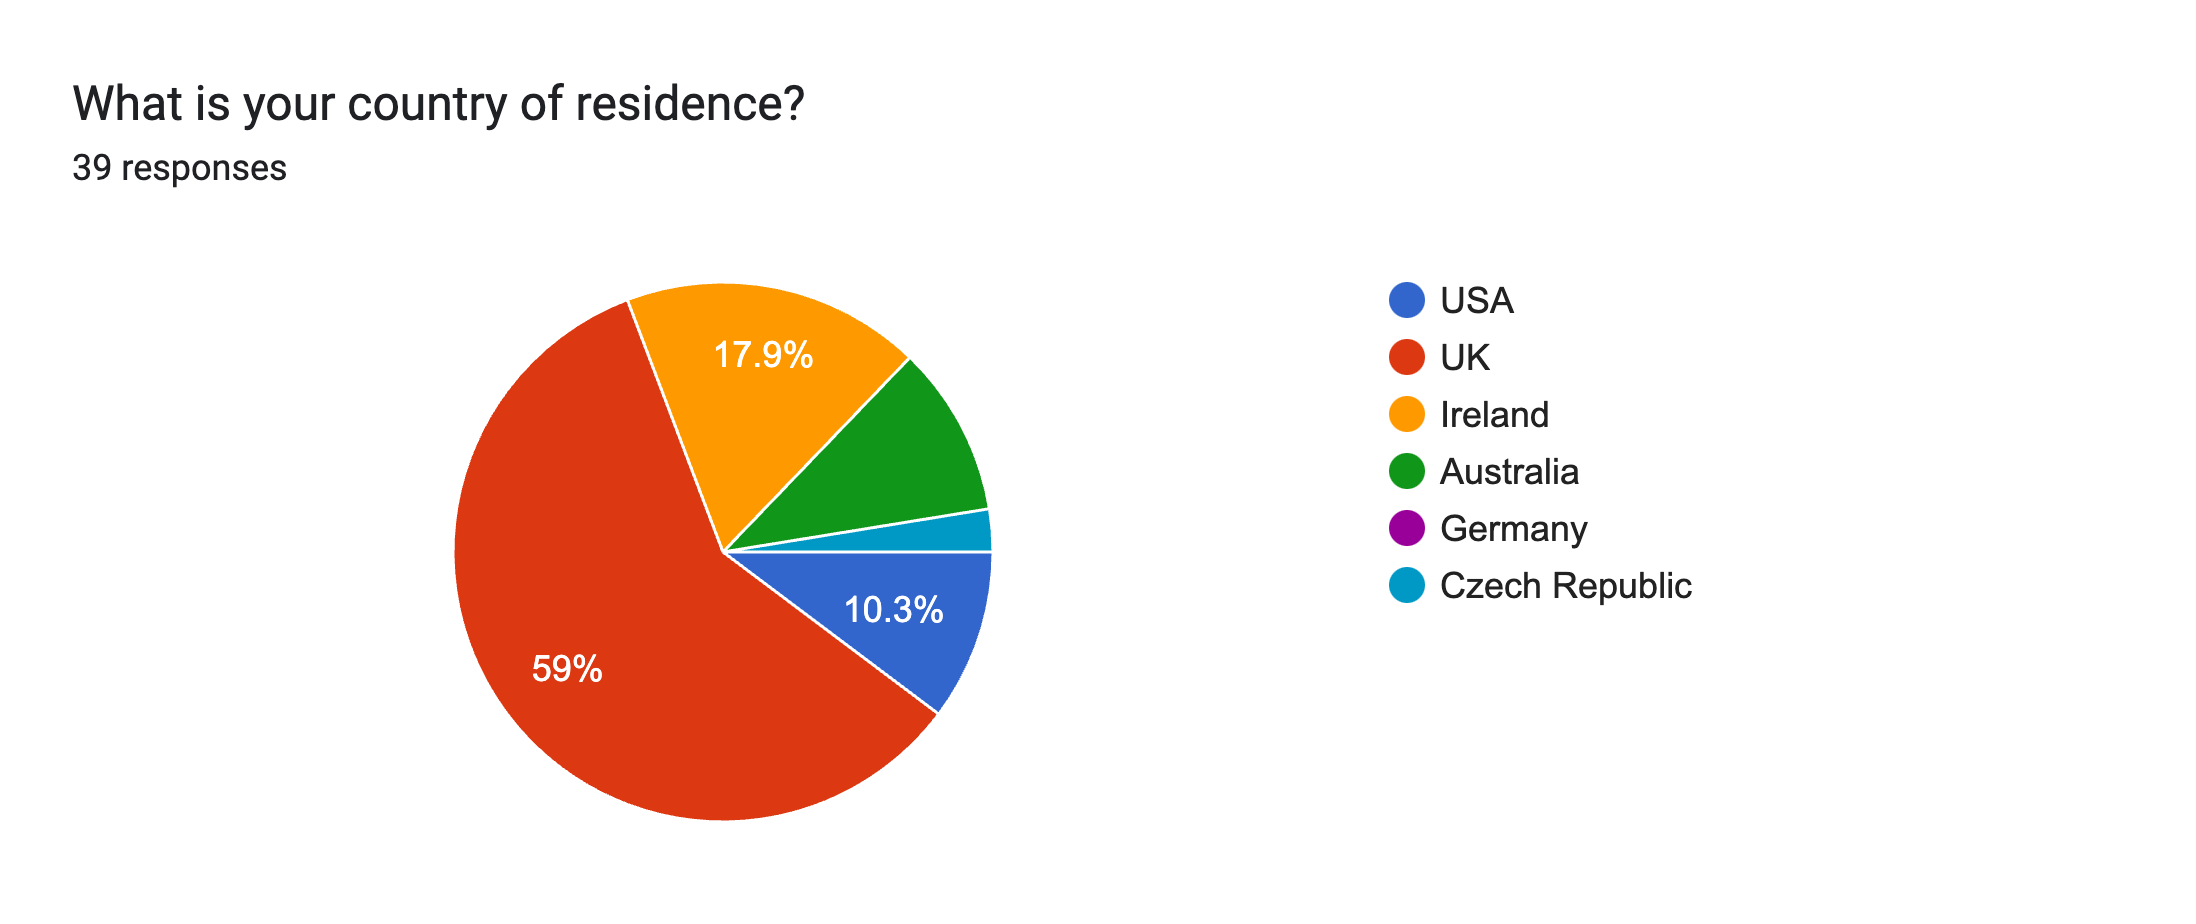 What is your country of residence?
39 responses
17.9%
10.3%
59%
USA
UK
Ireland
Australia
Germany
Czech Republic